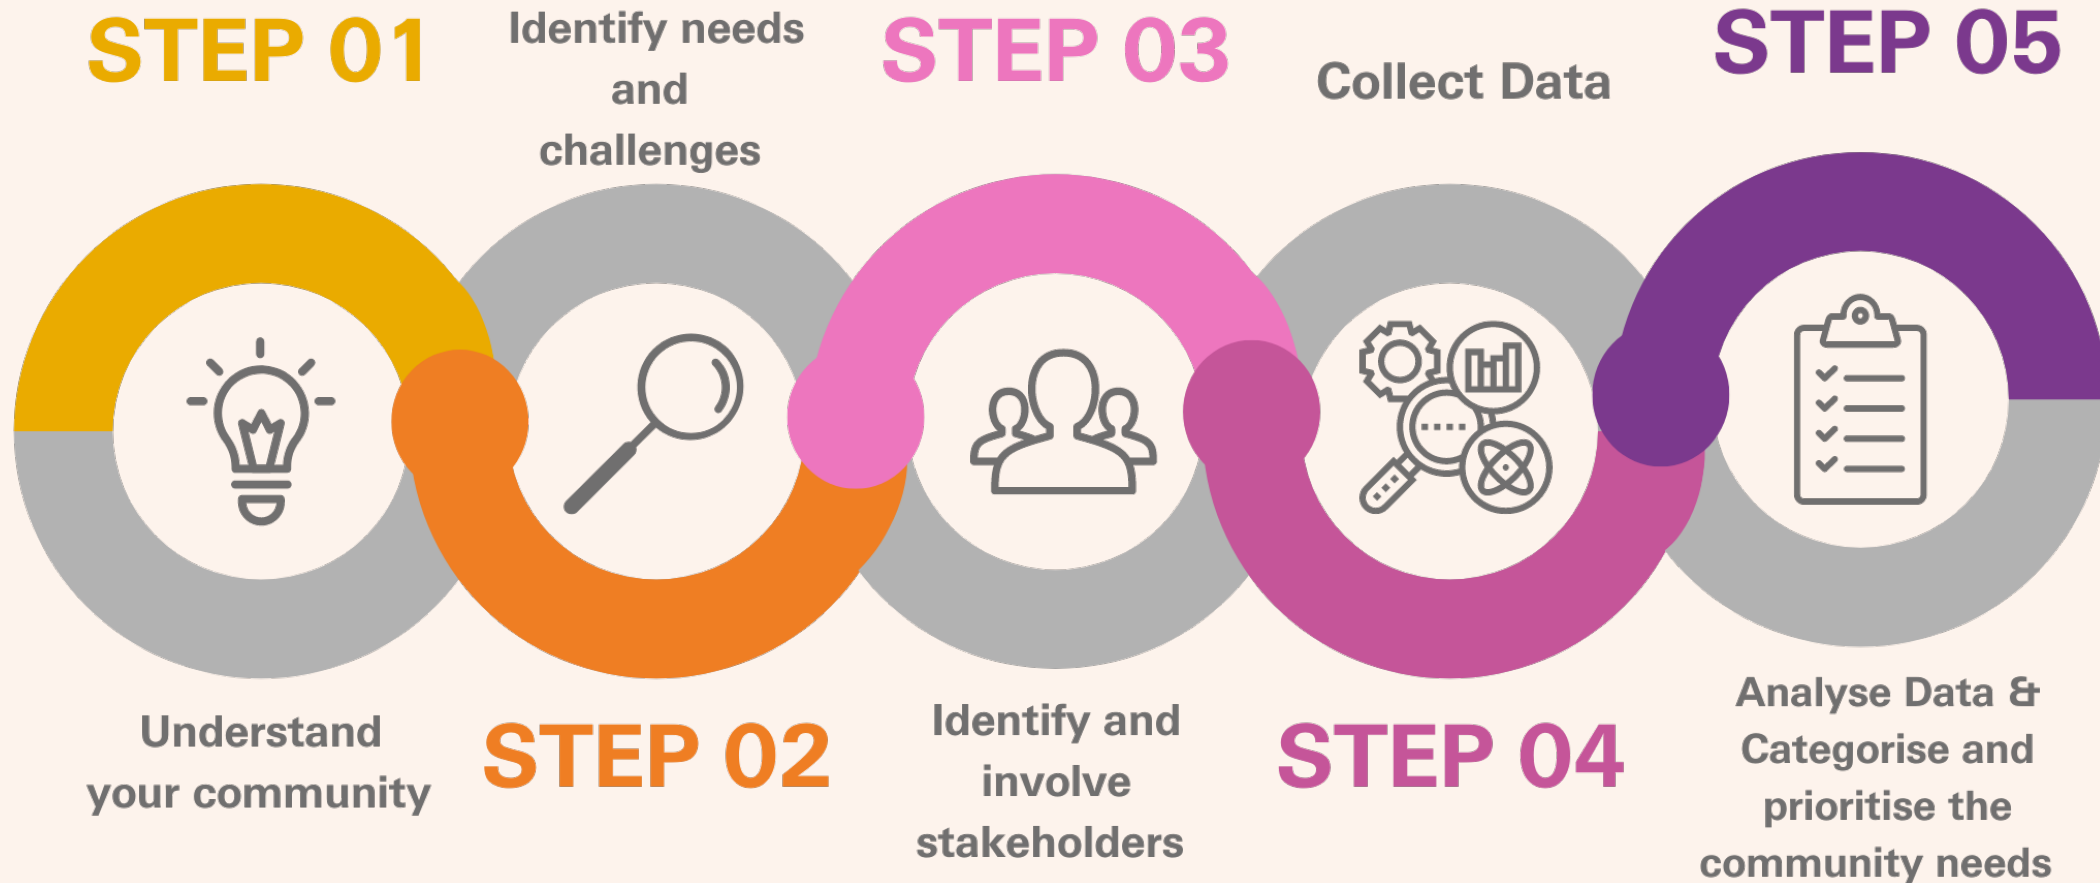 STEP 01
Understand
your community
Identify needs
and
challenges
STEP 02
STEP 03
Identify and
involve
stakeholders
Collect Data
STEP 04
STEP 05
Analyse Data &
Categorise and
prioritise the
community needs